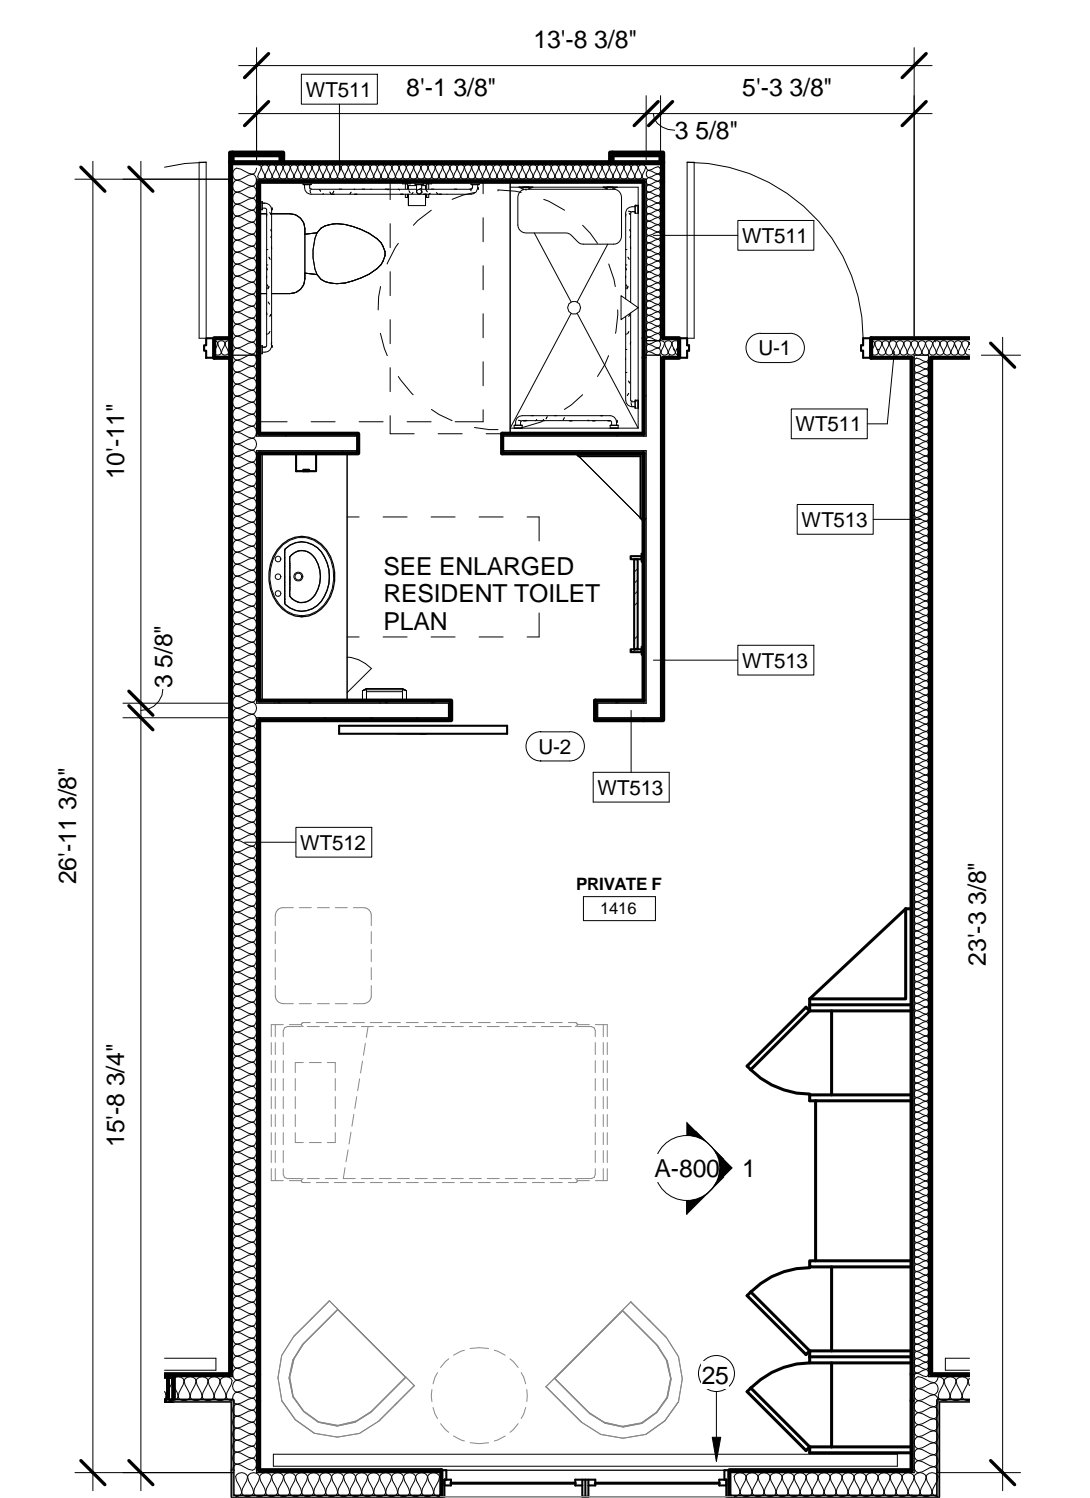 13'-8 3/8"
WT511
8'-1 3/8"
5'-3 3/8"
3 5/8"
WT511
U-1
WT511
10'-11"
WT513
SEE ENLARGED
RESIDENT TOILET
PLAN
3 5/8"
WT513
U-2
WT513
26'-11 3/8"
WT512
PRIVATE F
1416
23'-3 3/8"
15'-8 3/4"
A-800 1
25